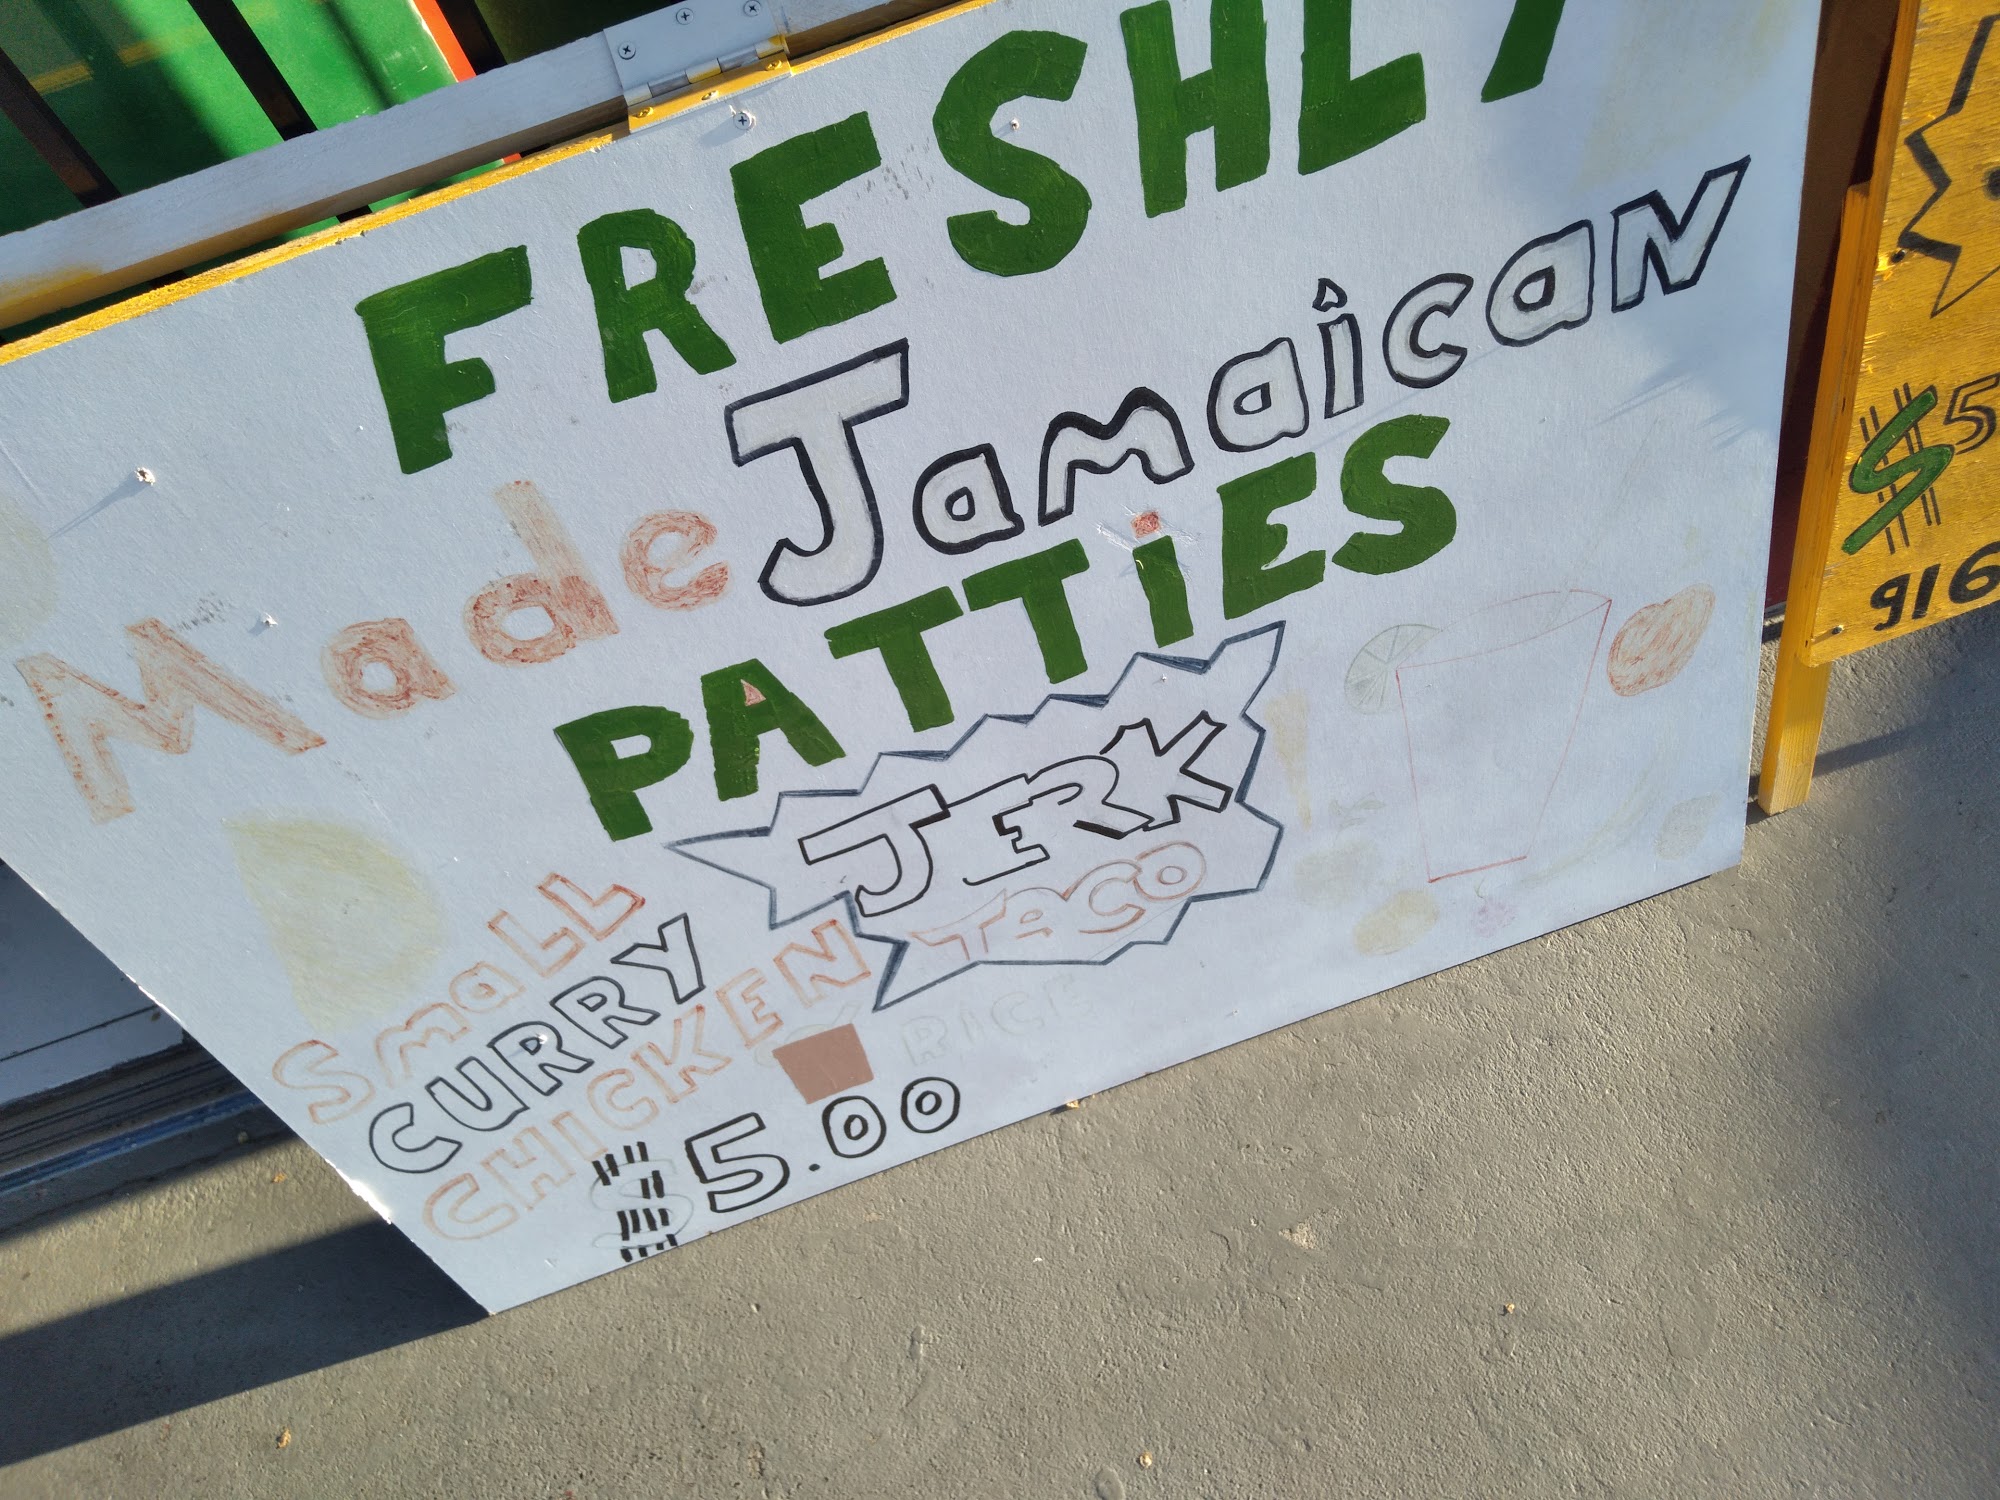 FRESHLY
Made Jamaican
PATTIES
JERK
TACO
SMALL
CURRY
CHICKEN
RICE
$5.00
$5
916